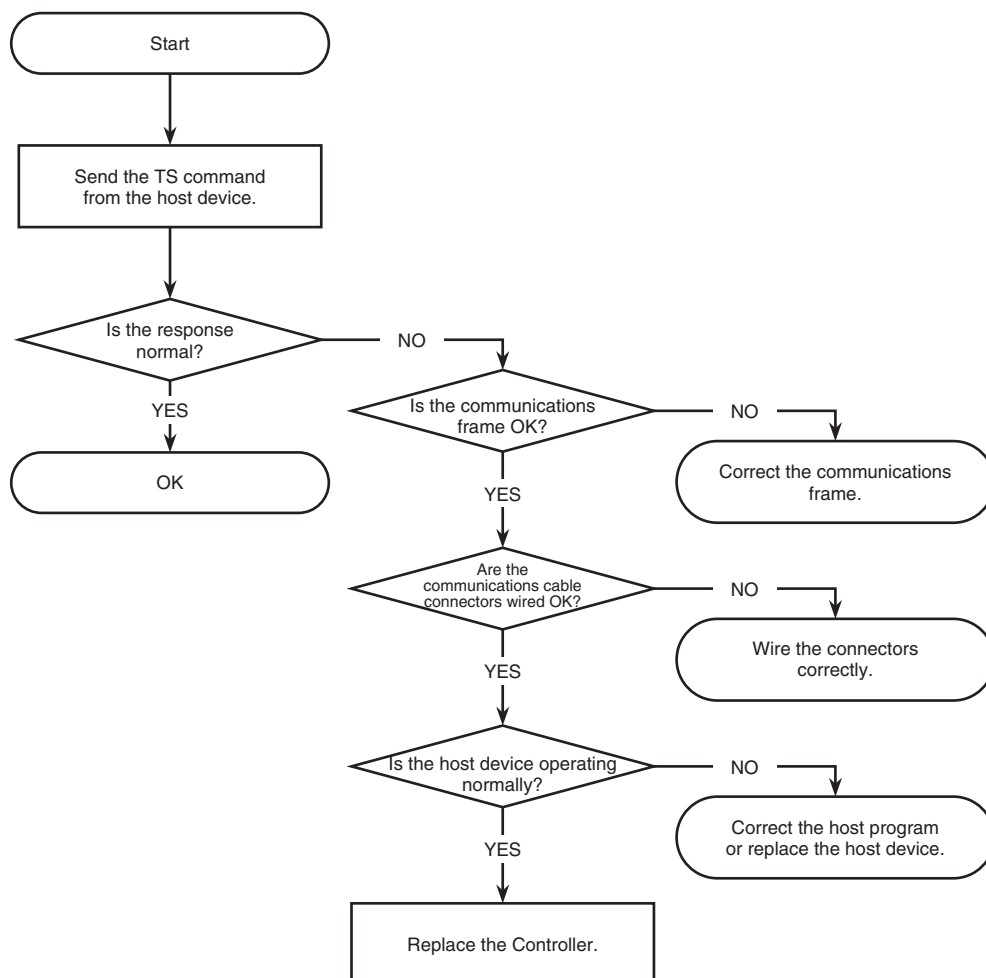 Start
Send the TS command
from the host device.
Is the response
normal?
NO
YES
OK
Is the communications
frame OK?
NO
Correct the communications
frame.
YES
Are the
communications cable
connectors wired OK?
NO
Wire the connectors
correctly.
YES
Is the host device operating
normally?
NO
Correct the host program
or replace the host device.
YES
Replace the Controller.